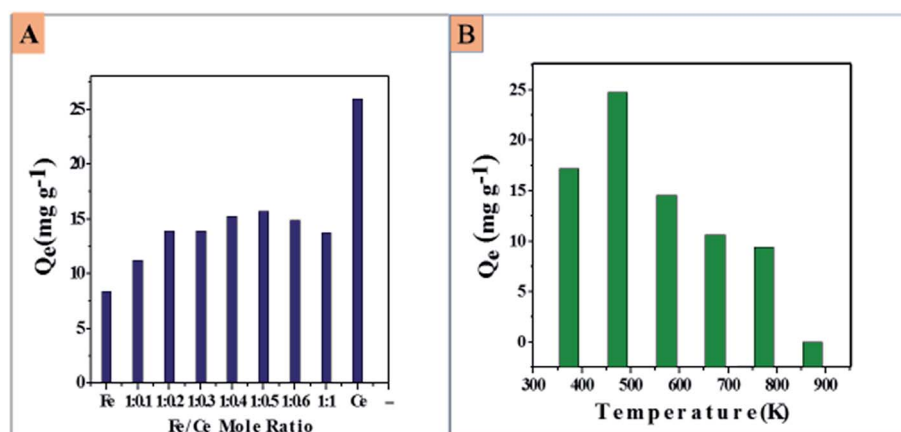 A
Qe(mg g-1)
25
20
15
10
5
0
Fe 1:0.1 1:0.2 1:0.3 1:0.4 1:0.5 1:0.6 1:1 Ce --
Fe/Ce Mole Ratio
B
Qe (mg g-1)
25
20
15
10
5
0
300 400 500 600 700 800 900
Temperature(K)